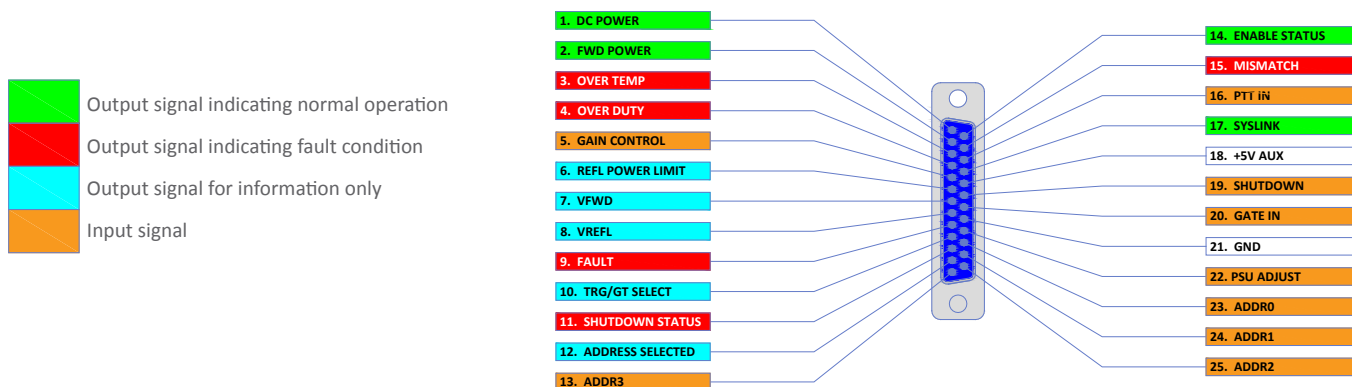 Output signal indicating normal operation
Output signal indicating fault condition
Output signal for information only
Input signal
1. DC POWER
2. FWD POWER
3. OVER TEMP
4. OVER DUTY
5. GAIN CONTROL
6. REFL POWER LIMIT
7. VFWD
8. VREFL
9. FAULT
10. TRG/GT SELECT
11. SHUTDOWN STATUS
12. ADDRESS SELECTED
13. ADDR3
14. ENABLE STATUS
15. MISMATCH
16. PTT IN
17. SYSLINK
18. +5V AUX
19. SHUTDOWN
20. GATE IN
21. GND
22. PSU ADJUST
23. ADDR0
24. ADDR1
25. ADDR2